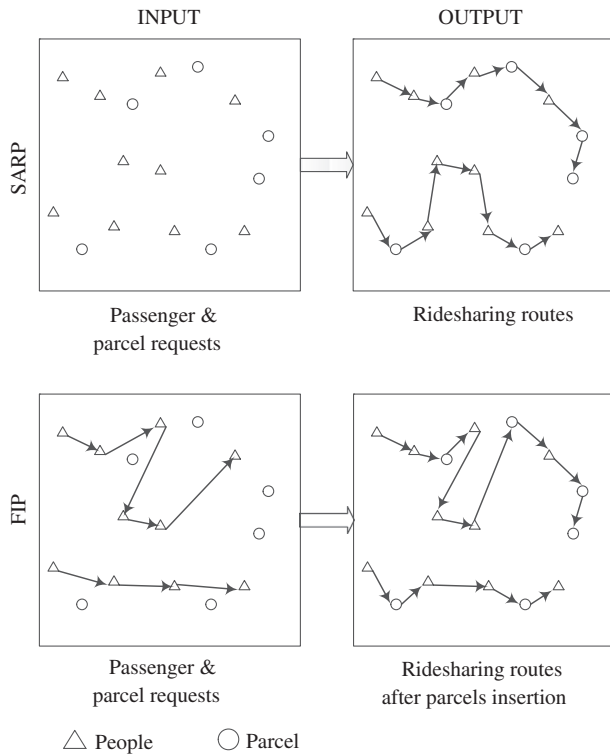 INPUT
OUTPUT
SARP
Passenger &
parcel requests
Ridesharing routes
FIP
Passenger &
parcel requests
Ridesharing routes
after parcels insertion
People
Parcel